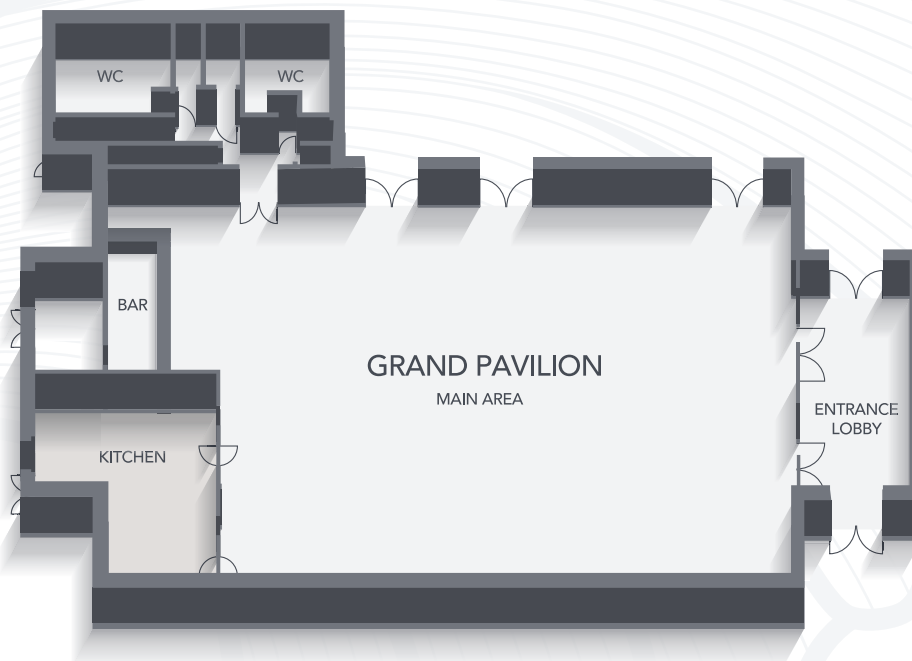 WC
WC
BAR
GRAND PAVILION
MAIN AREA
ENTRANCE
LOBBY
KITCHEN